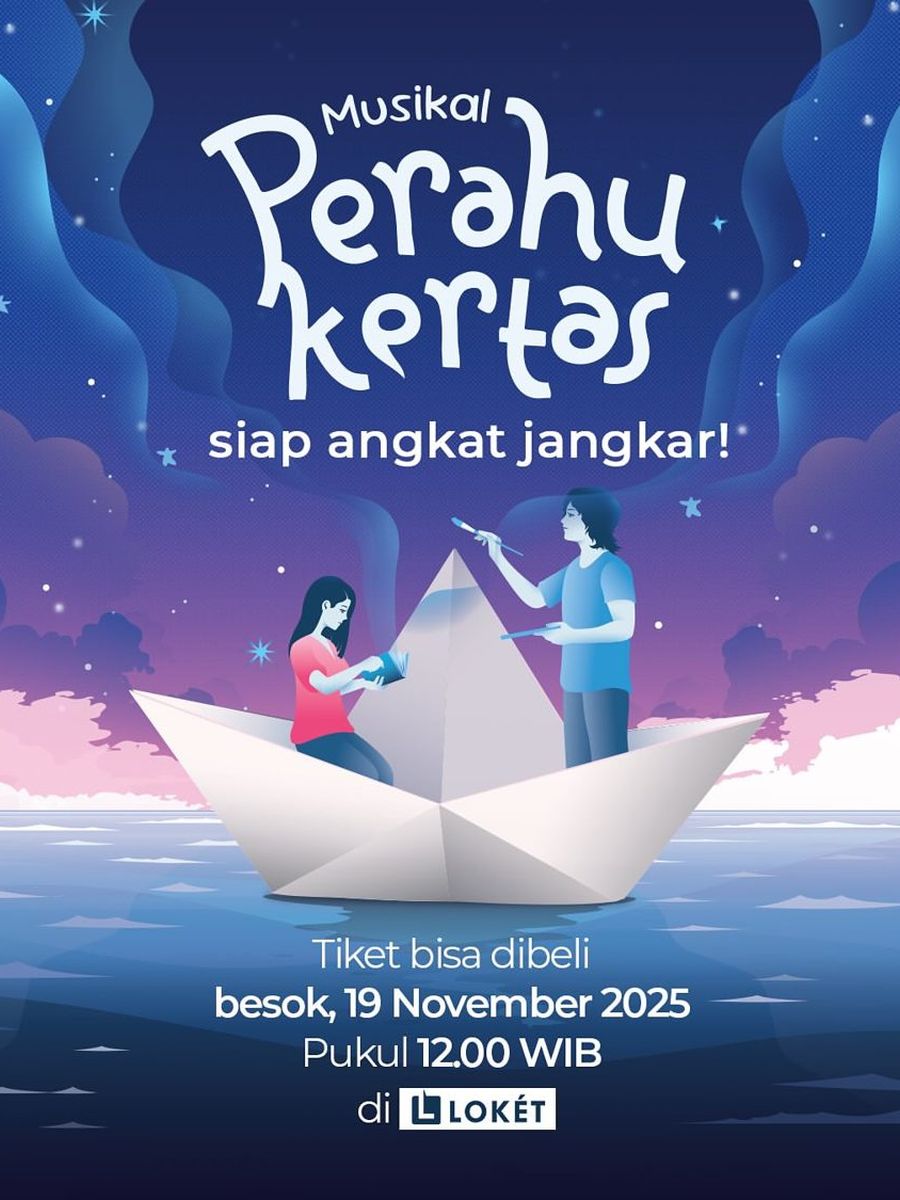 Musikal
Perahu
kertas
siap angkat jangkar!
Tiket bisa dibeli
besok, 19 November 2025
Pukul 12.00 WIB
di LOKÉT